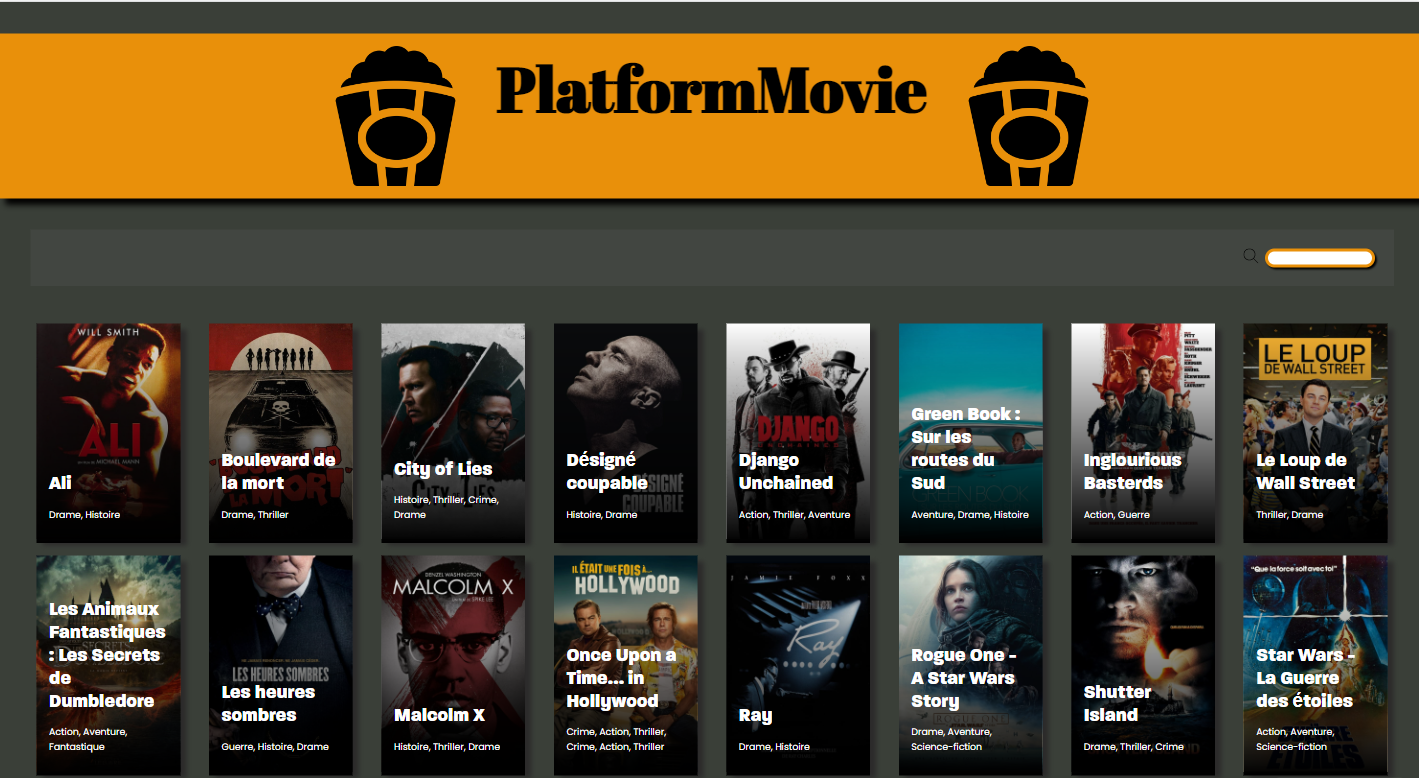 PlatformMovie
WILL SMITH
ALI
Ali
Drame, Histoire
Boulevard de
la mort
Drame, Thriller
City of Lies
Histoire, Thriller, Crime,
Drame
DÉSIGNÉ
COUPABLE
Désigné
coupable
Histoire, Drame
DJANGO
Django
Unchained
Action, Thriller, Aventure
Green Book :
Sur les
routes du
Sud
Aventure, Drame, Histoire
Inglourious
Basterds
Action, Guerre
LE LOUP
DE WALL STREET
Le Loup de
Wall Street
Thriller, Drame
Les Animaux
Fantastiques
: Les Secrets
de
Dumbledore
Action, Aventure,
Fantastique
LES HEURES SOMBRES
Les heures
sombres
Guerre, Histoire, Drame
DENZEL WASHINGTON
MALCOLM X
Malcolm X
Histoire, Thriller, Drame
IL ÉTAIT UNE FOIS À...
HOLLYWOOD
Once Upon a
Time... in
Hollywood
Crime, Action, Thriller,
Crime, Action, Thriller
JAMIE FOXX
Ray
Ray
Drame, Histoire
Rogue One -
A Star Wars
Story
ROGUE ONE
Drame, Aventure,
Science-fiction
Shutter
Island
Drame, Thriller, Crime
"Que la force soit avec toi"
Star Wars -
La Guerre
des étoiles
Action, Aventure,
Science-fiction